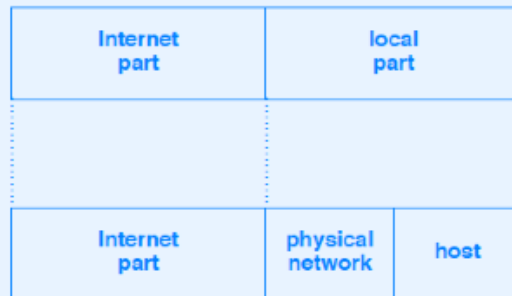 Internet
part
local
part
Internet
part
physical
network
host